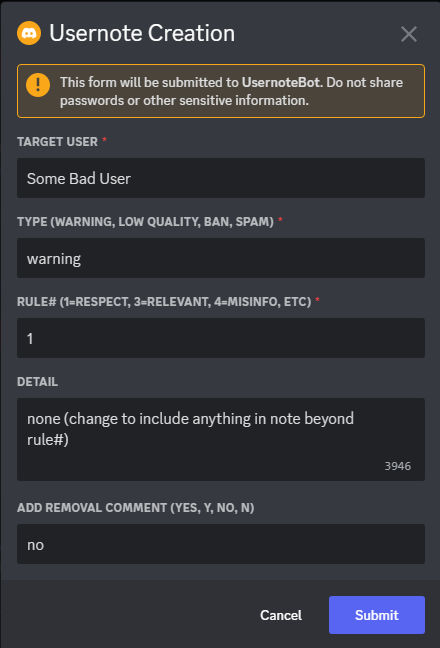 Usernote Creation
This form will be submitted to UsernoteBot. Do not share
passwords or other sensitive information.
TARGET USER *
Some Bad User
TYPE (WARNING, LOW QUALITY, BAN, SPAM) *
warning
RULE# (1=RESPECT, 3=RELEVANT, 4=MISINFO, ETC) *
1
DETAIL
none (change to include anything in note beyond
rule#)
3946
ADD REMOVAL COMMENT (YES, Y, NO, N)
no
Cancel
Submit